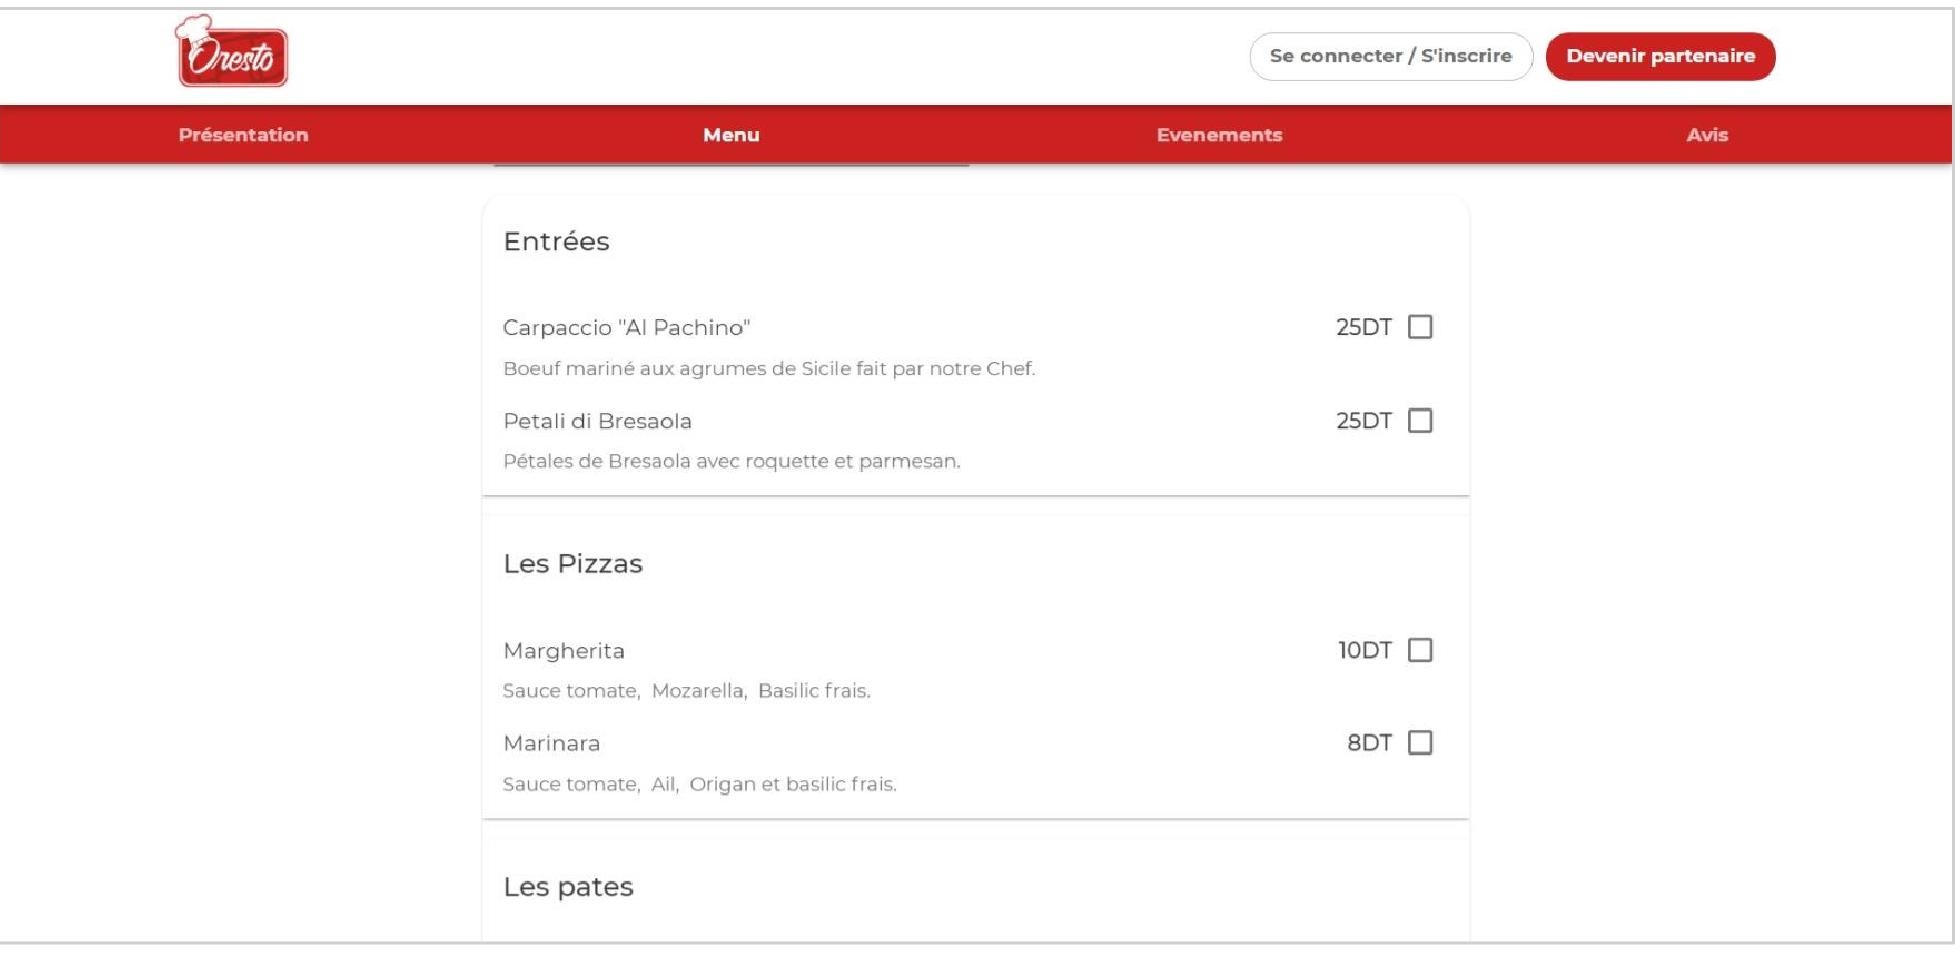 Oresto
Se connecter / S'inscrire
Devenir partenaire
Présentation
Menu
Evenements
Avis
Entrées
Carpaccio "Al Pachino" 25DT
Boeuf mariné aux agrumes de Sicile fait par notre Chef.
Petali di Bresaola 25DT
Pétales de Bresaola avec roquette et parmesan.
Les Pizzas
Margherita 10DT
Sauce tomate, Mozarella, Basilic frais.
Marinara 8DT
Sauce tomate, Ail, Origan et basilic frais.
Les pates